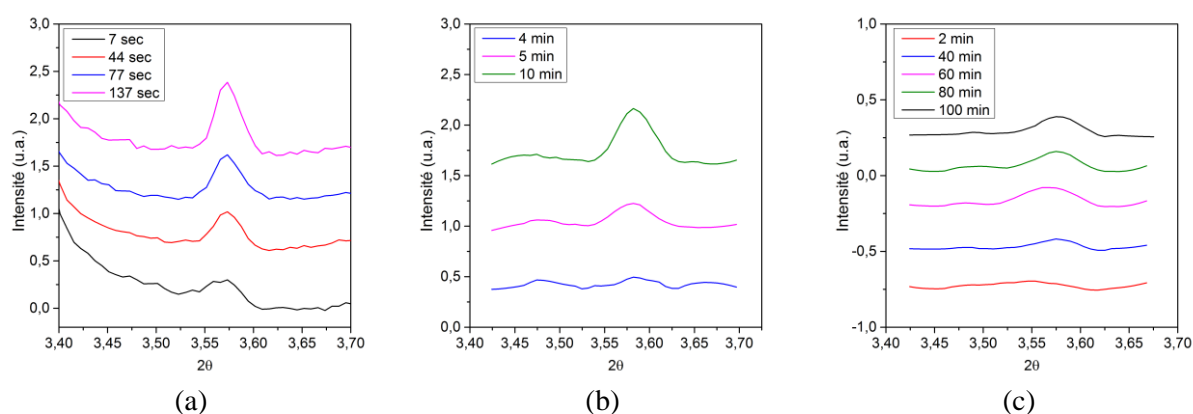 3,0
2,5
2,0
1,5
1,0
0,5
0,0
Intensité (u.a.)
7 sec
44 sec
77 sec
137 sec
3,40 3,45 3,50 3,55 3,60 3,65 3,70
2θ
(a)
3,0
2,5
2,0
1,5
1,0
0,5
0,0
Intensité (u.a.)
4 min
5 min
10 min
3,40 3,45 3,50 3,55 3,60 3,65 3,70
2θ
(b)
1,0
0,5
0,0
-0,5
-1,0
Intensité (u.a.)
2 min
40 min
60 min
80 min
100 min
3,40 3,45 3,50 3,55 3,60 3,65 3,70
2θ
(c)